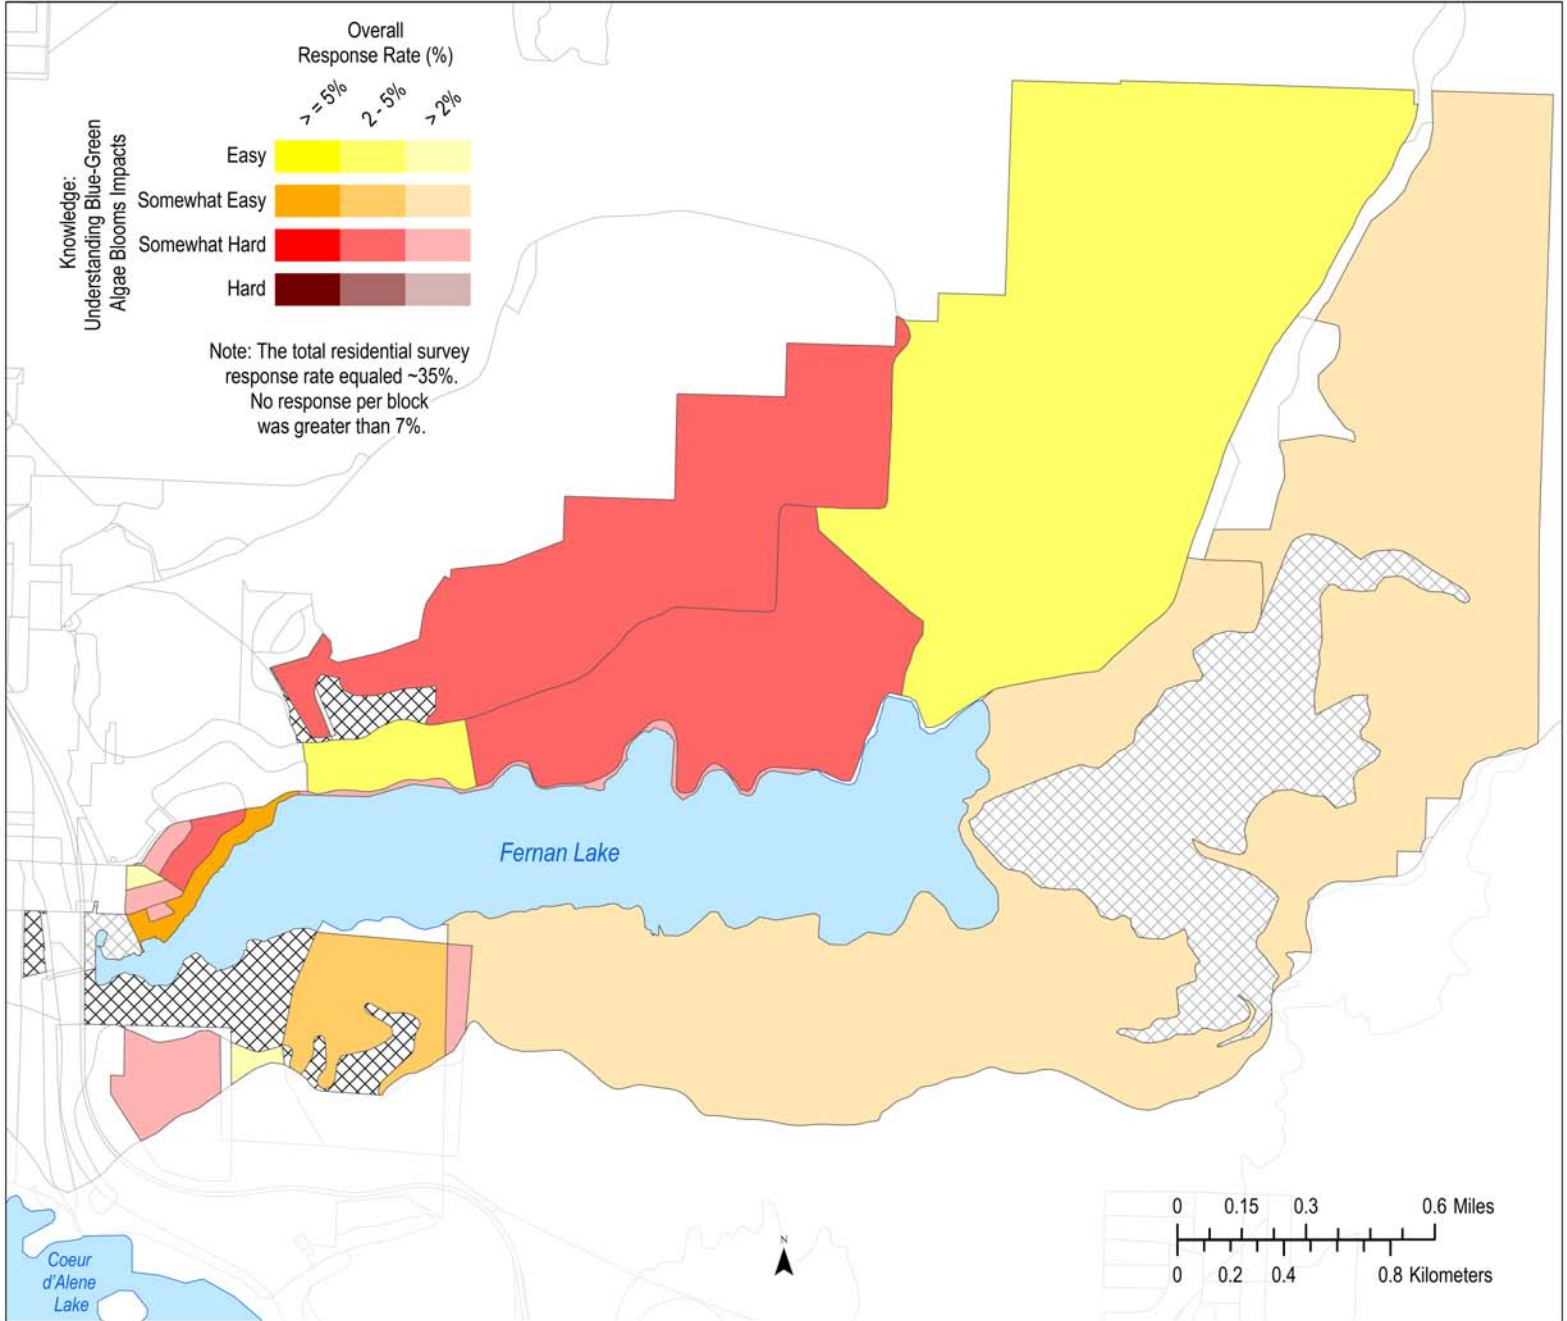 Overall
Response Rate (%)
> = 5%
2 - 5%
> 2%
Knowledge:
Understanding Blue-Green
Algae Blooms Impacts
Easy
Somewhat Easy
Somewhat Hard
Hard
Note: The total residential survey
response rate equaled ~35%.
No response per block
was greater than 7%.
Fernan Lake
Coeur
d'Alene
Lake
N
0 0.15 0.3 0.6 Miles
0 0.2 0.4 0.8 Kilometers